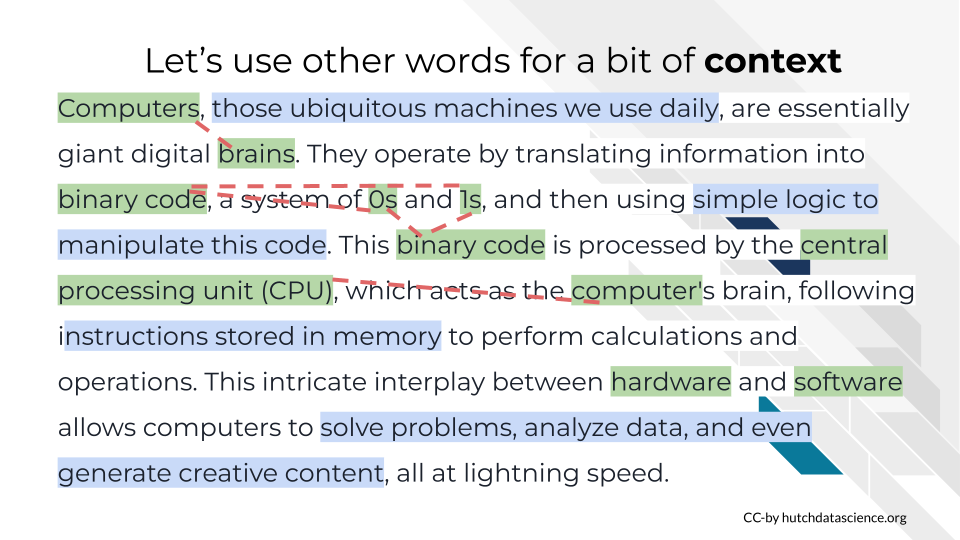 Let’s use other words for a bit of context
Computers, those ubiquitous machines we use daily, are essentially
giant digital brains. They operate by translating information into
binary code, a system of 0s and 1s, and then using simple logic to
manipulate this code. This binary code is processed by the central
processing unit (CPU), which acts as the computer's brain, following
instructions stored in memory to perform calculations and
operations. This intricate interplay between hardware and software
allows computers to solve problems, analyze data, and even
generate creative content, all at lightning speed.
CC-by hutchdatascience.org